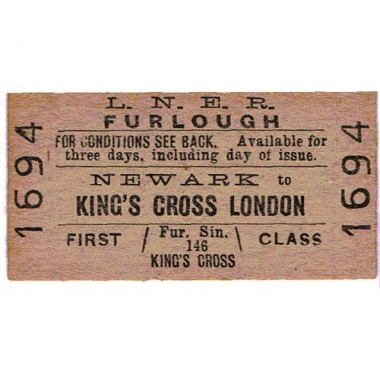 L. N. E. R.
FURLOUGH
FOR CONDITIONS SEE BACK. Available for
three days, including day of issue.
NEWARK to
KING'S CROSS LONDON
FIRST / Fur. Sin. \ CLASS
146
KING'S CROSS
1694
1694